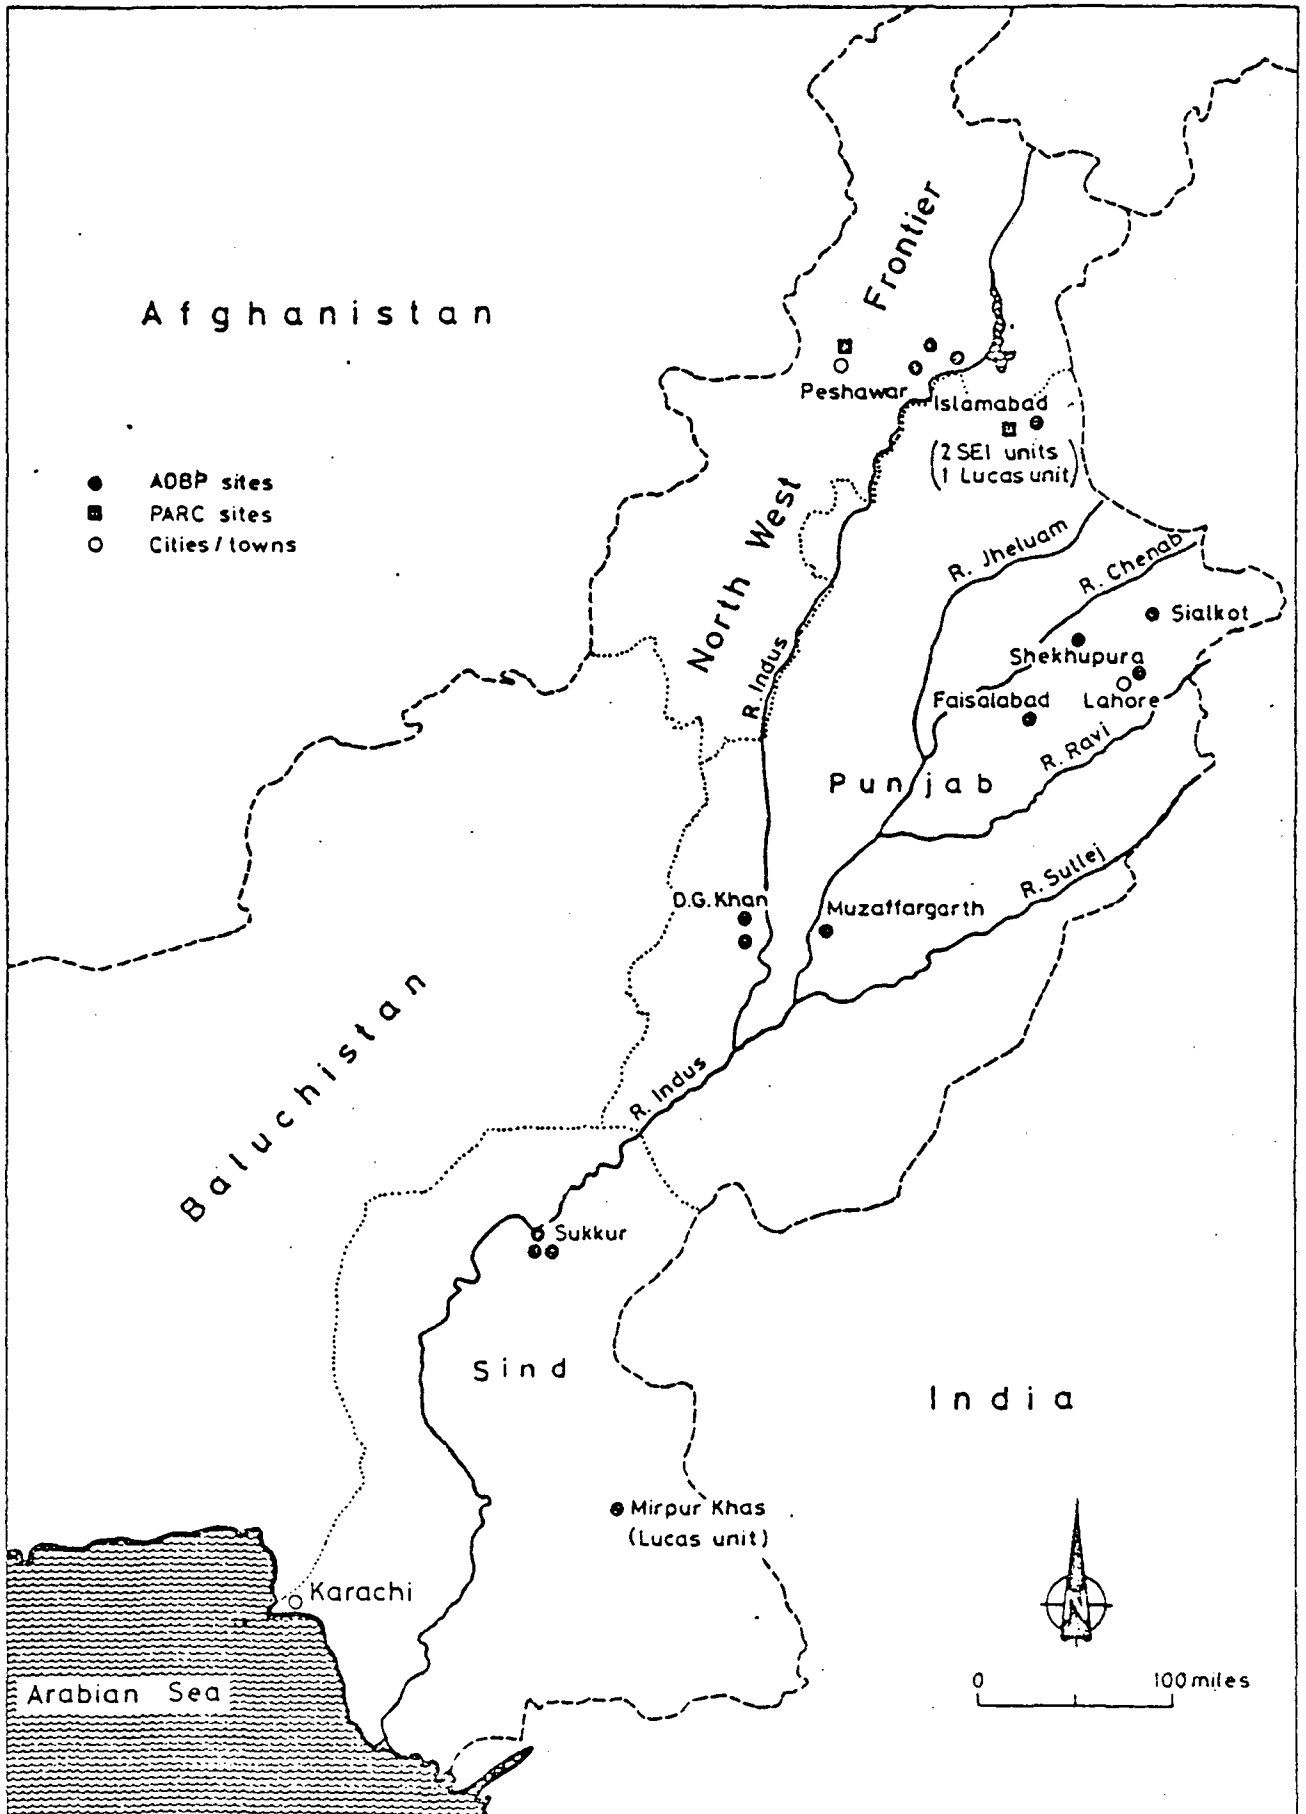 Frontier
Afghanistan
Peshawar
Islamabad
(2 SEI units
1 Lucas unit)
ADBP sites
PARC sites
Cities / towns
North West
R. Jheluam
R. Chenab
Sialkot
Shekhupura
R. Indus
Faisalabad
Lahore
R. Ravi
Punjab
R. Sutlej
D.G. Khan
Muzaffargarth
Baluchistan
R. Indus
Sukkur
Sind
India
Mirpur Khas
(Lucas unit)
N
Karachi
Arabian Sea
0 100 miles